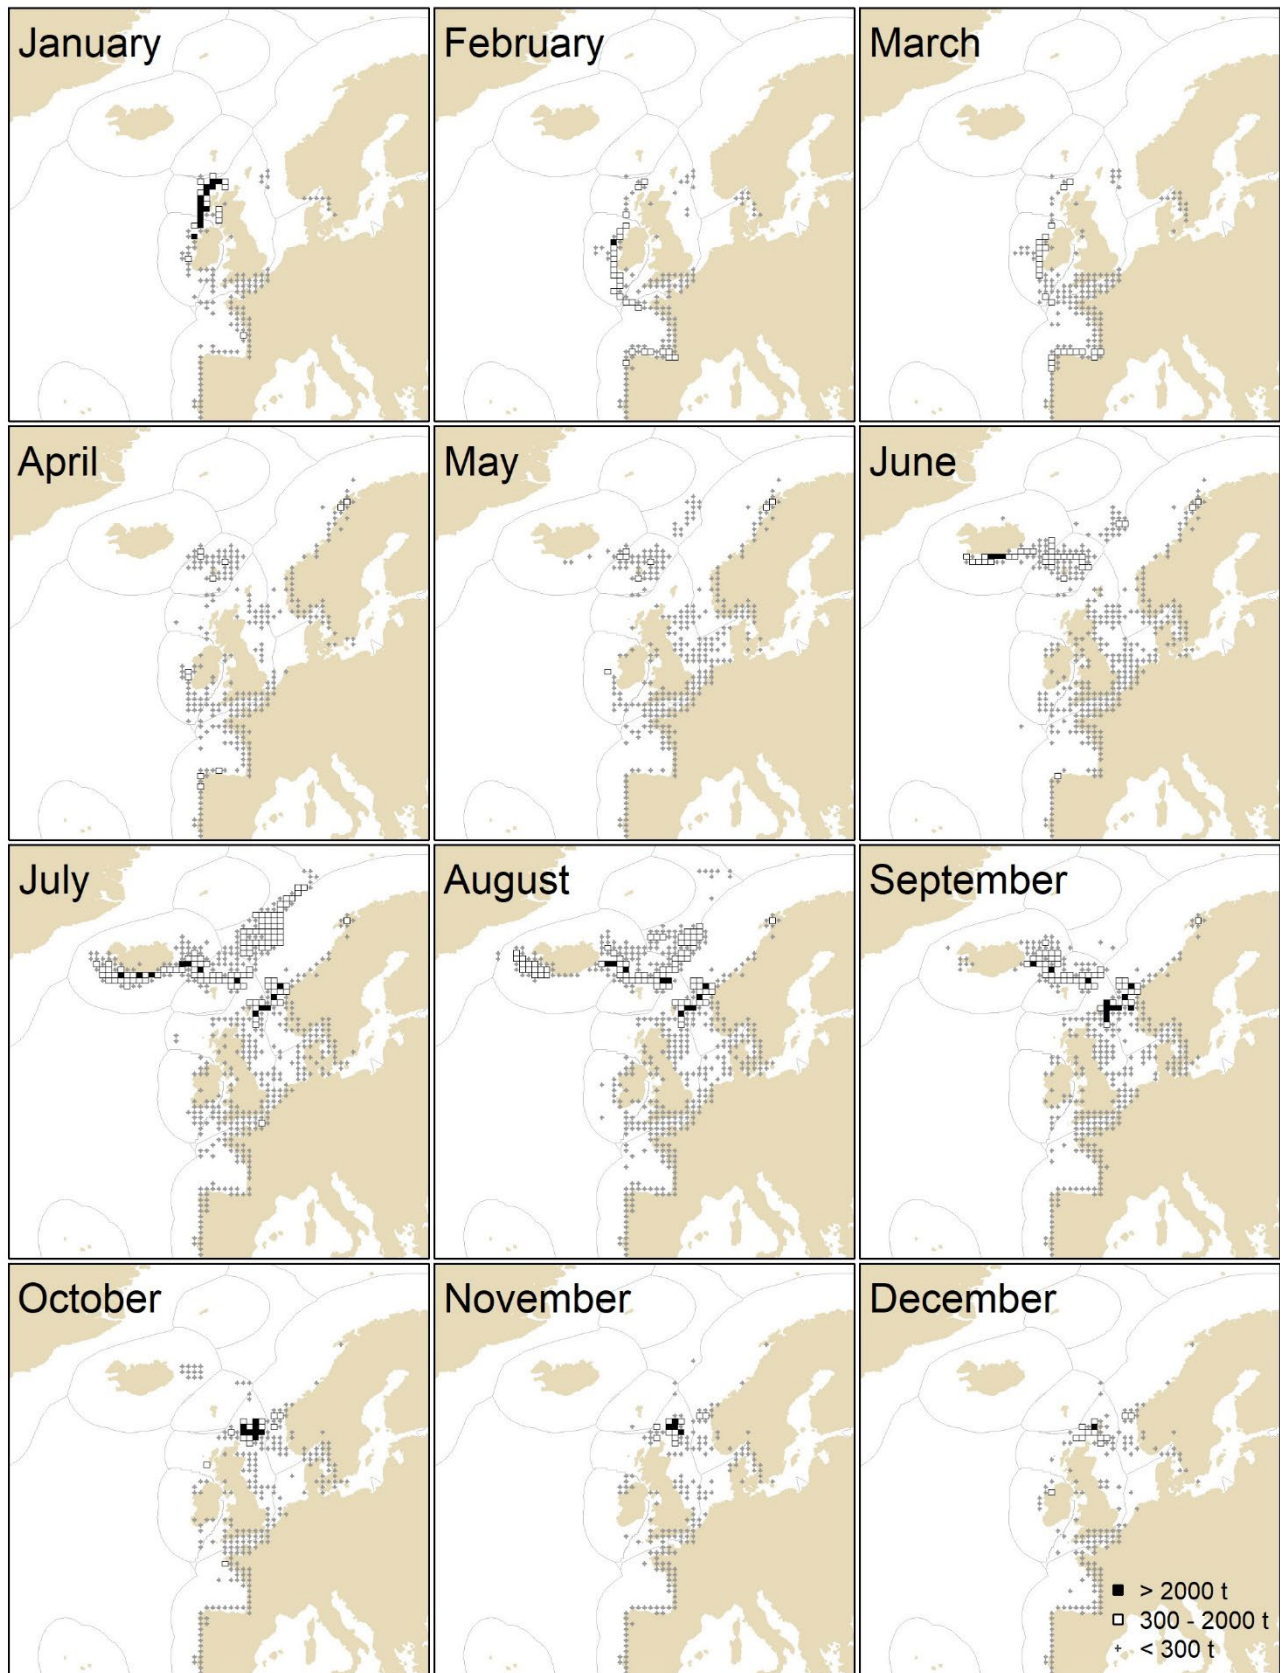 January
February
March
April
May
June
July
August
September
October
November
December
> 2000 t
300 - 2000 t
< 300 t